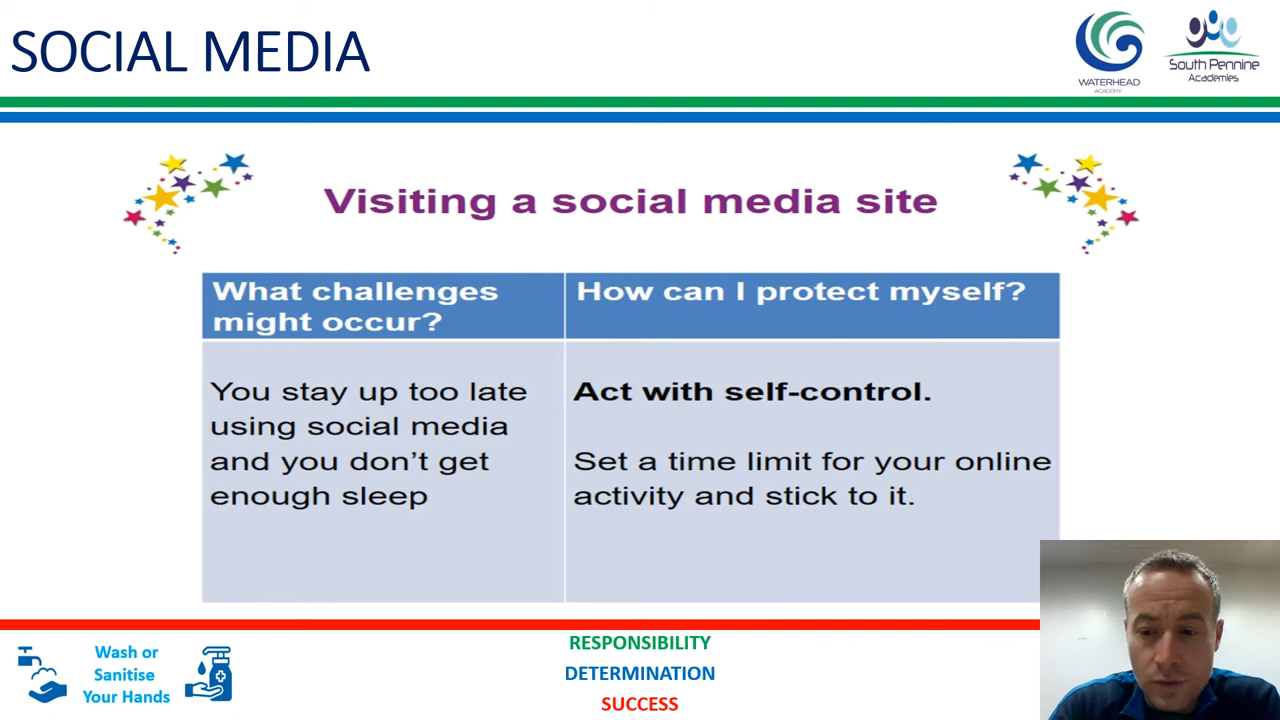 SOCIAL MEDIA
WATERHEAD
ACADEMY
South Pennine
Academies
Visiting a social media site
What challenges
might occur?
How can I protect myself?
You stay up too late
using social media
and you don't get
enough sleep
Act with self-control.
Set a time limit for your online
activity and stick to it.
Wash or
Sanitise
Your Hands
RESPONSIBILITY
DETERMINATION
SUCCESS